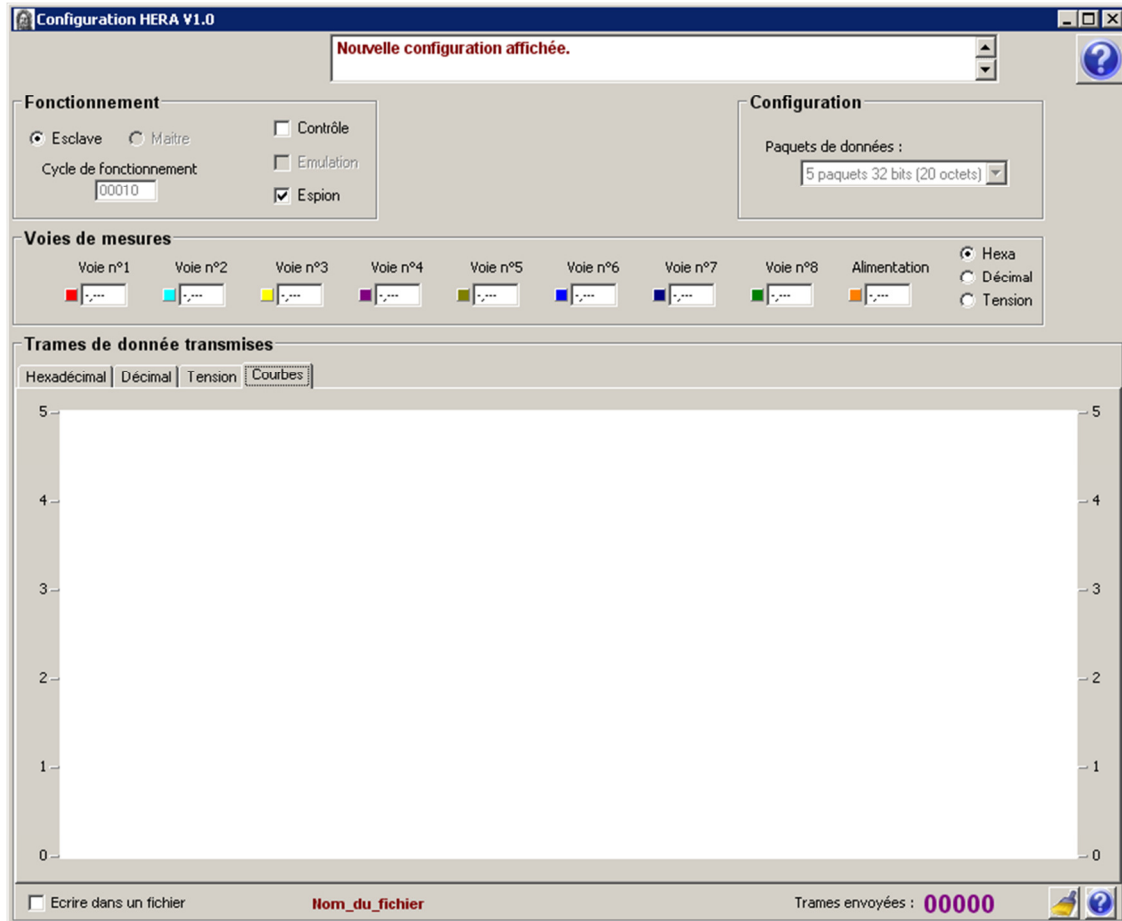 Configuration HERA V1.0
Nouvelle configuration affichée.
Fonctionnement
Esclave Maitre
Cycle de fonctionnement
00010
Contrôle
Emulation
Espion
Configuration
Paquets de données :
5 paquets 32 bits (20 octets)
Voies de mesures
Voie n°1 Voie n°2 Voie n°3 Voie n°4 Voie n°5 Voie n°6 Voie n°7 Voie n°8 Alimentation
-,--- -,--- -,--- -,--- -,--- -,--- -,--- -,--- -,---
Hexa
Décimal
Tension
Trames de donnée transmises
Hexadécimal Décimal Tension Courbes
5 5
4 4
3 3
2 2
1 1
0 0
Ecrire dans un fichier Nom_du_fichier Trames envoyées : 00000